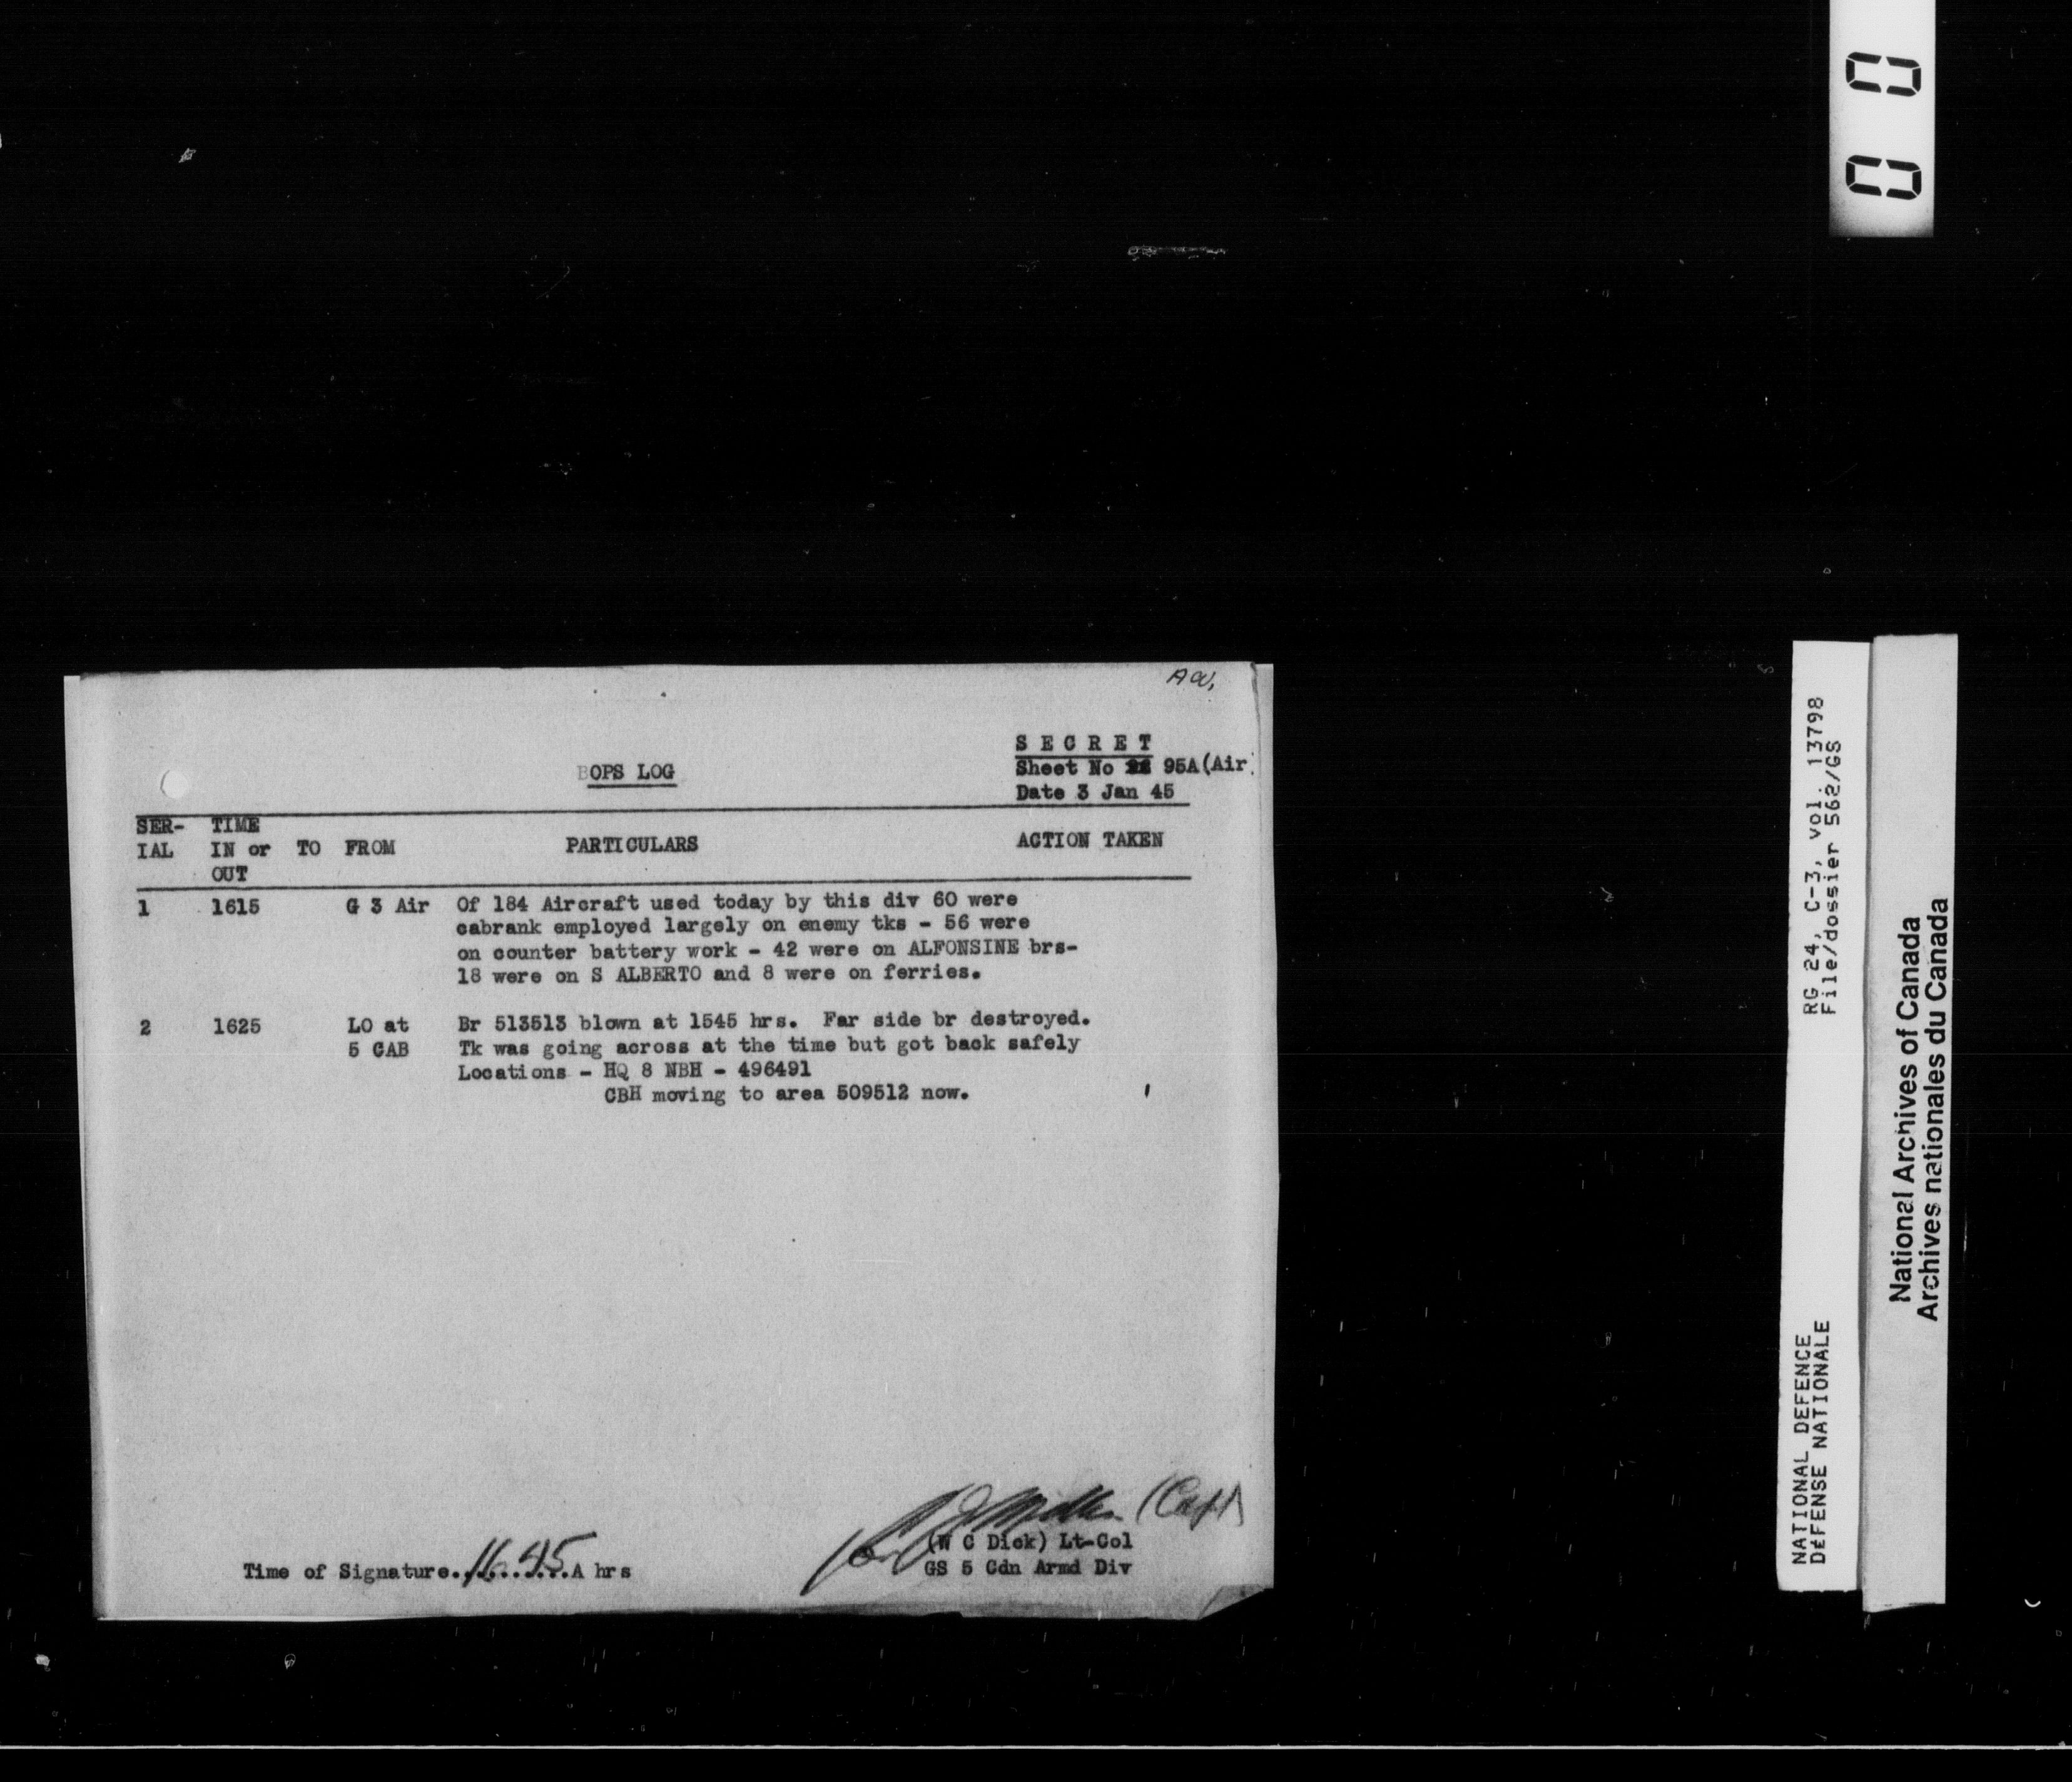 S E C R E T
OPS LOG
Sheet No 95A(Air)
Date 3 Jan 45
SER-IAL TIME IN or OUT TO FROM PARTICULARS ACTION TAKEN
1 1615 G 3 Air Of 184 Aircraft used today by this div 60 were
cabrank employed largely on enemy tks - 56 were
on counter battery work - 42 were on ALFONSINE brs-
18 were on S ALBERTO and 8 were on ferries.
2 1625 LO at Br 513513 blown at 1545 hrs. Far side br destroyed.
5 CAB Tk was going across at the time but got back safely
Locations - HQ 8 NBH - 496491
CBH moving to area 509512 now.
(Capt)
for (W C Dick) Lt-Col
Time of Signature..1645..A hrs GS 5 Cdn Armd Div
00
RG 24, C-3, vol. 13798
File/dossier 562/GS
NATIONAL DEFENCE
DÉFENSE NATIONALE
National Archives of Canada
Archives nationales du Canada